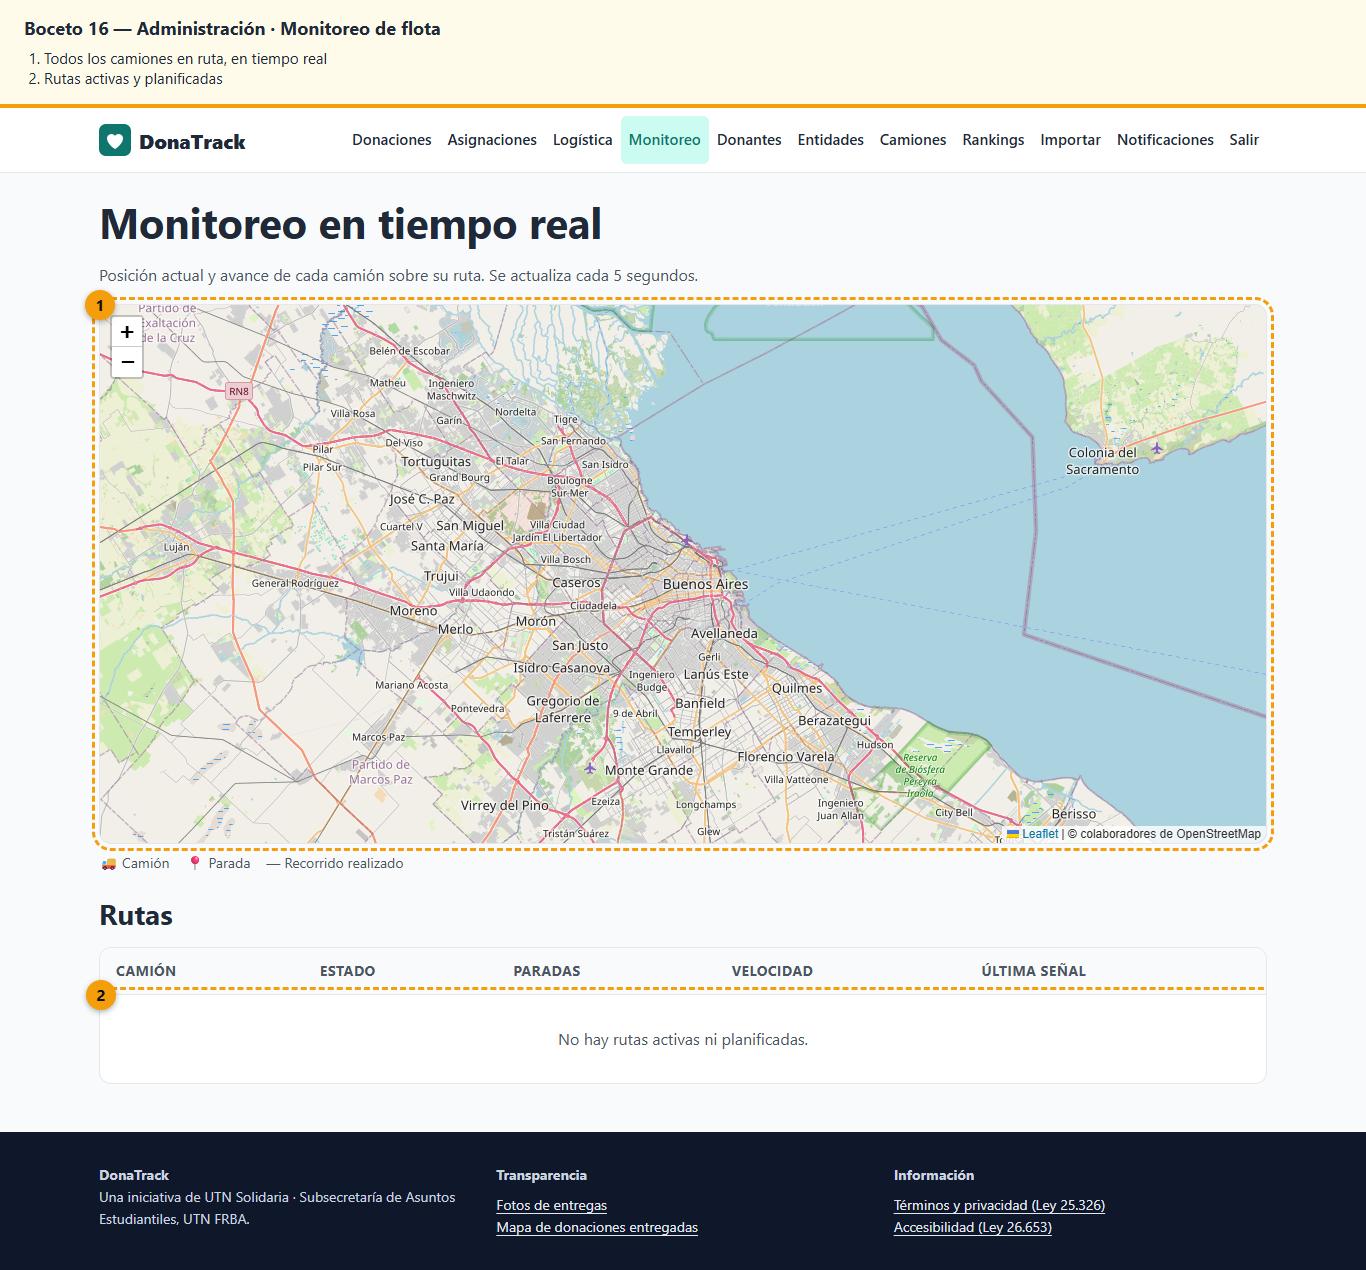 Boceto 16 — Administración · Monitoreo de flota
1. Todos los camiones en ruta, en tiempo real
2. Rutas activas y planificadas
DonaTrack
Donaciones Asignaciones Logística Monitoreo Donantes Entidades Camiones Rankings Importar Notificaciones Salir
Monitoreo en tiempo real
Posición actual y avance de cada camión sobre su ruta. Se actualiza cada 5 segundos.
1
Partido de
Exaltación
de la Cruz
+
−
Belén de Escobar
RN8
Matheu
Ingeniero
Maschwitz
Villa Rosa
Nordelta
Garín
Tigre
Del Viso
San Fernando
Pilar
Tortuguitas
El Talar
San Isidro
Pilar Sur
Grand Bourg
Boulogne
Sur Mer
Colonia del
Sacramento
José C. Paz
Cuartel V
San Miguel
Villa Ciudad
Jardín El Libertador
Santa María
Luján
Villa Bosch
General Rodríguez
Trujui
Caseros
Buenos Aires
Villa Udaondo
Moreno
Ciudadela
Merlo
Morón
Avellaneda
San Justo
Gerli
Isidro Casanova
Ingeniero
Budge
Lanús Este
Mariano Acosta
Quilmes
Pontevedra
Gregorio de
Laferrere
9 de Abril
Banfield
Berazategui
Marcos Paz
Temperley
Hudson
Llavallol
Florencio Varela
Partido de
Marcos Paz
Monte Grande
Villa Vatteone
Reserva
de Biósfera
Pereyra
Iraola
Virrey del Pino
Ezeiza
Longchamps
Ingeniero
Juan Allan
City Bell
Berisso
Tristán Suárez
Glew
Leaflet | © colaboradores de OpenStreetMap
🚚 Camión 📍 Parada — Recorrido realizado
Rutas
CAMIÓN ESTADO PARADAS VELOCIDAD ÚLTIMA SEÑAL
2
No hay rutas activas ni planificadas.
DonaTrack
Una iniciativa de UTN Solidaria · Subsecretaría de Asuntos
Estudiantiles, UTN FRBA.
Transparencia
Fotos de entregas
Mapa de donaciones entregadas
Información
Términos y privacidad (Ley 25.326)
Accesibilidad (Ley 26.653)